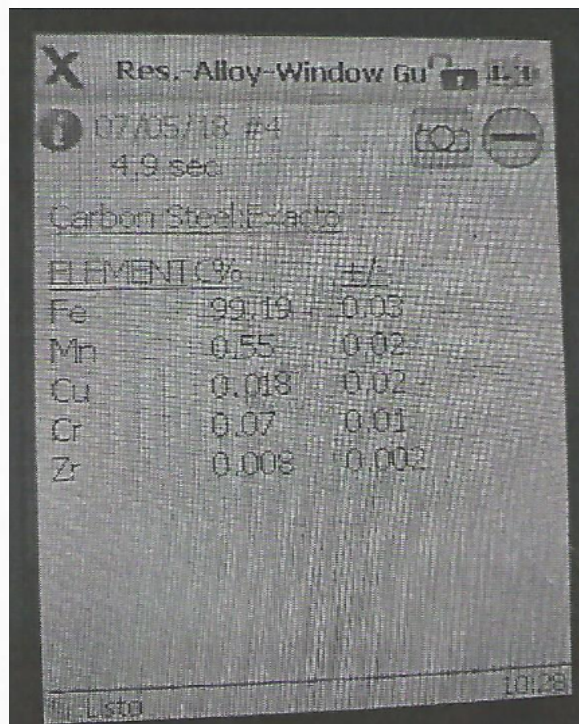 Res.-Alloy-Window Gu
07/05/18 #4
4.9 sec
Carbon Steel:Exacto
ELEMENT C% +/-
Fe 99.19 0.03
Mn 0.55 0.02
Cu 0.018 0.02
Cr 0.07 0.01
Zr 0.008 0.002
Listo 10:28